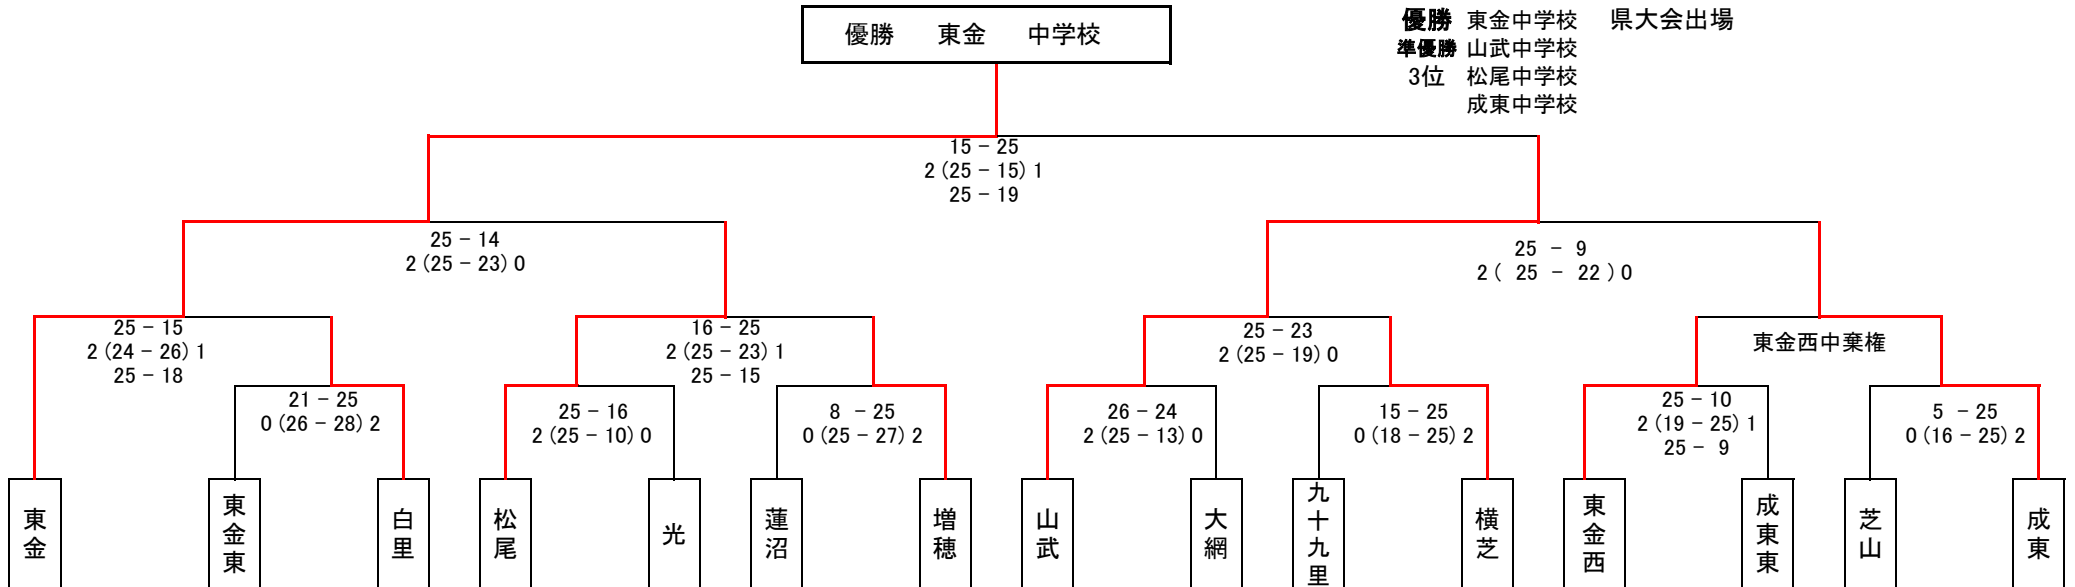 優勝 東金 中学校
優勝 東金中学校 県大会出場
準優勝 山武中学校
3位 松尾中学校
成東中学校
15 - 25
2 (25 - 15) 1
25 - 19
25 - 14
2 (25 - 23) 0
25 - 9
2 ( 25 - 22 ) 0
25 - 15
2 (24 - 26) 1
25 - 18
16 - 25
2 (25 - 23) 1
25 - 15
25 - 23
2 (25 - 19) 0
東金西中棄権
21 - 25
0 (26 - 28) 2
25 - 16
2 (25 - 10) 0
8 - 25
0 (25 - 27) 2
26 - 24
2 (25 - 13) 0
15 - 25
0 (18 - 25) 2
25 - 10
2 (19 - 25) 1
25 - 9
5 - 25
0 (16 - 25) 2
東金
東金東
白里
松尾
光
蓮沼
増穂
山武
大網
九十九里
横芝
東金西
成東東
芝山
成東